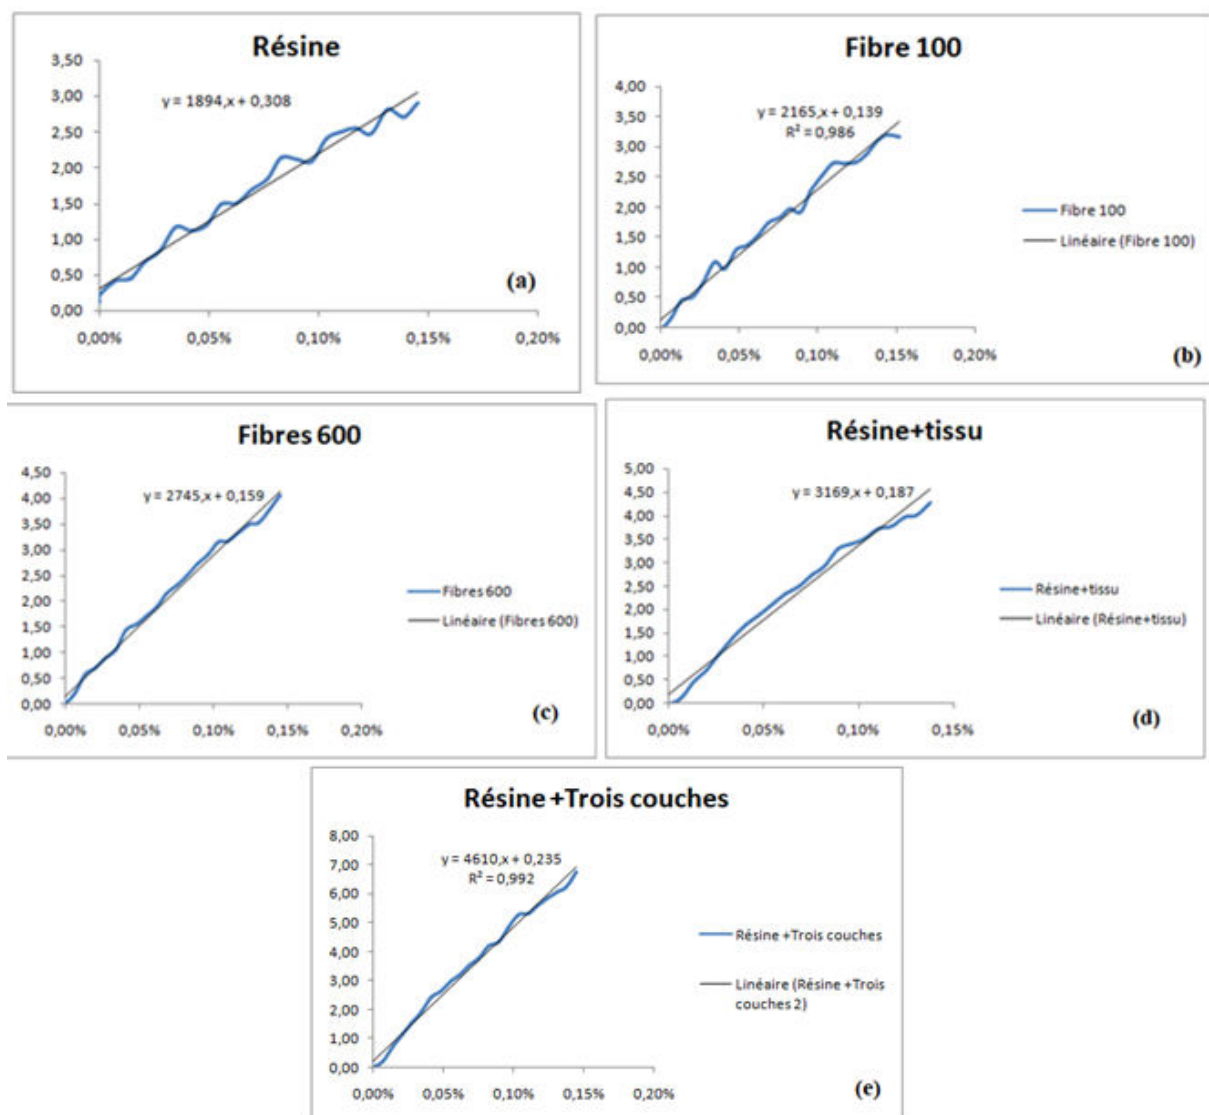 Résine
3,50
3,00
2,50
2,00
1,50
1,00
0,50
0,00
y = 1894,x + 0,308
0,00%
0,05%
0,10%
0,15%
0,20%
(a)
Fibre 100
4,00
3,50
3,00
2,50
2,00
1,50
1,00
0,50
0,00
y = 2165,x + 0,139
R² = 0,986
Fibre 100
Linéaire (Fibre 100)
0,00%
0,05%
0,10%
0,15%
0,20%
(b)
Fibres 600
4,50
4,00
3,50
3,00
2,50
2,00
1,50
1,00
0,50
0,00
y = 2745,x + 0,159
Fibres 600
Linéaire (Fibres 600)
0,00%
0,05%
0,10%
0,15%
0,20%
(c)
Résine+tissu
5,00
4,50
4,00
3,50
3,00
2,50
2,00
1,50
1,00
0,50
0,00
y = 3169,x + 0,187
Résine+tissu
Linéaire (Résine+tissu)
0,00%
0,05%
0,10%
0,15%
(d)
Résine +Trois couches
8,00
7,00
6,00
5,00
4,00
3,00
2,00
1,00
0,00
y = 4610,x + 0,235
R² = 0,992
Résine +Trois couches
Linéaire (Résine +Trois
couches 2)
0,00%
0,05%
0,10%
0,15%
0,20%
(e)